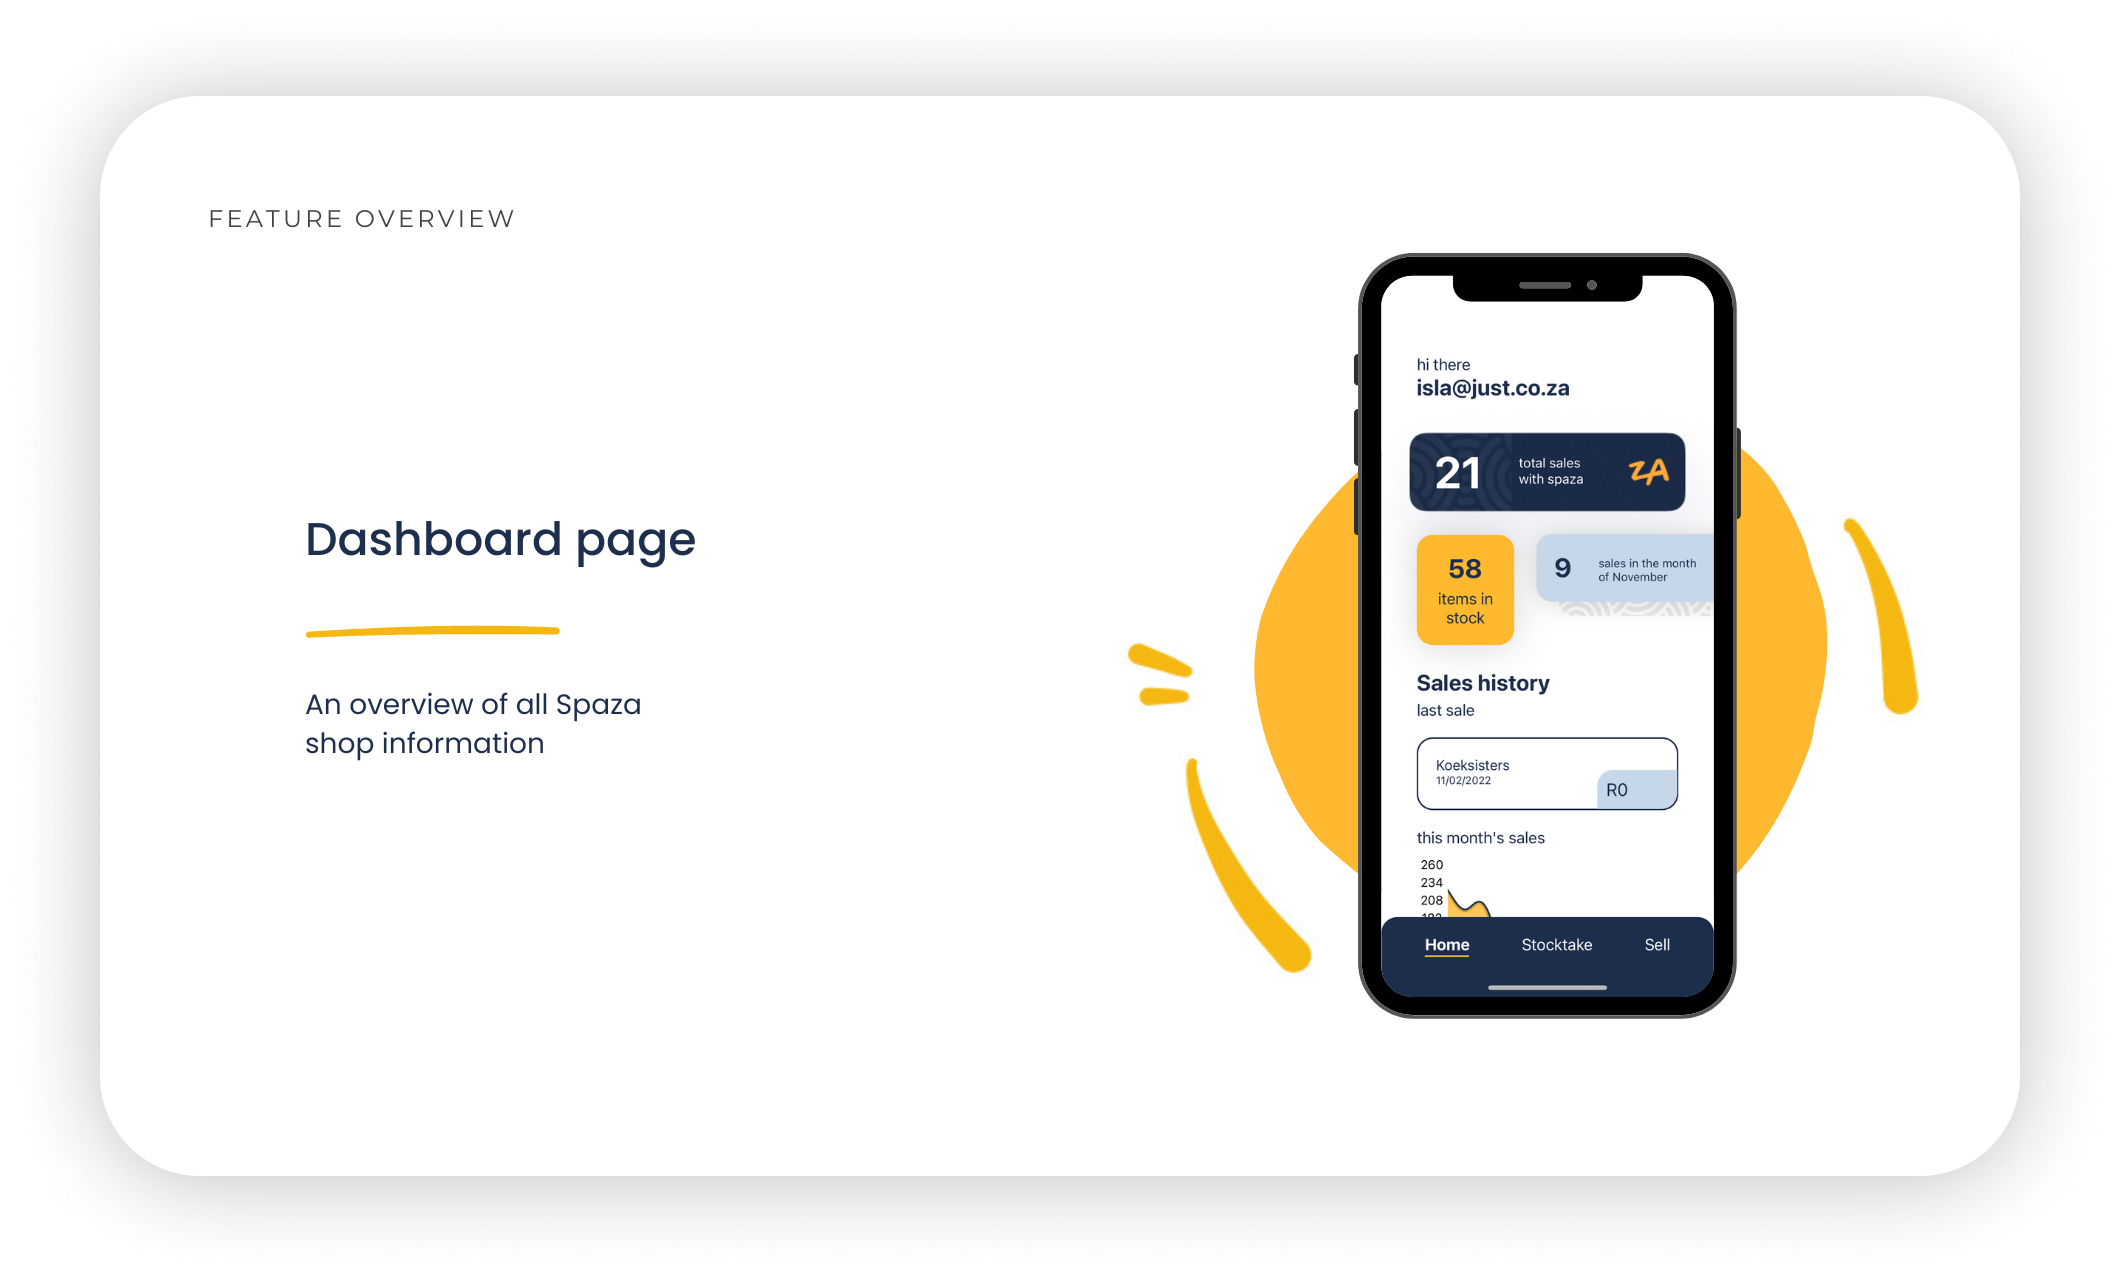 FEATURE OVERVIEW
Dashboard page
An overview of all Spaza
shop information
hi there
isla@just.co.za
21
total sales
with spaza
ZA
58
items in
stock
9
sales in the month
of November
Sales history
last sale
Koeksisters
11/02/2022
R0
this month's sales
260
234
208
Home
Stocktake
Sell